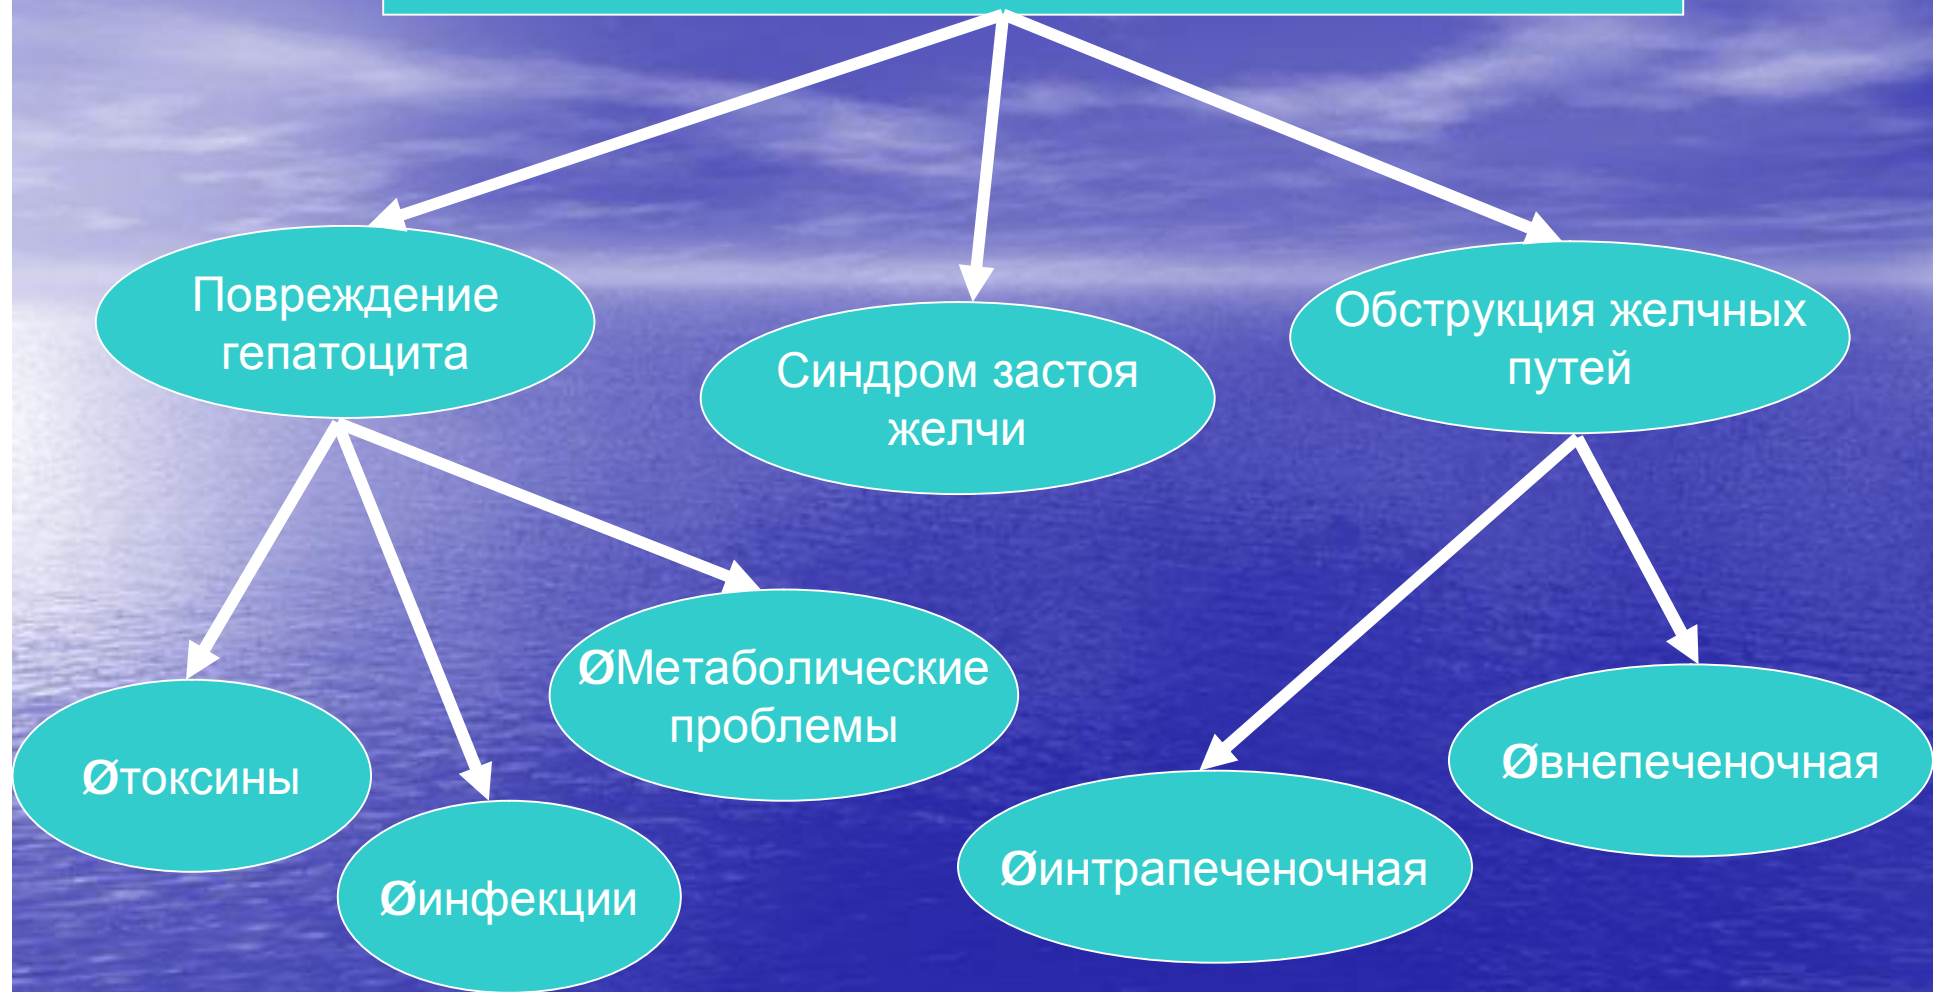 Повреждение
гепатоцита
Синдром застоя
желчи
Обструкция желчных
путей
ØМетаболические
проблемы
Øтоксины
Øинфекции
Øинтрапеченочная
Øвнепеченочная